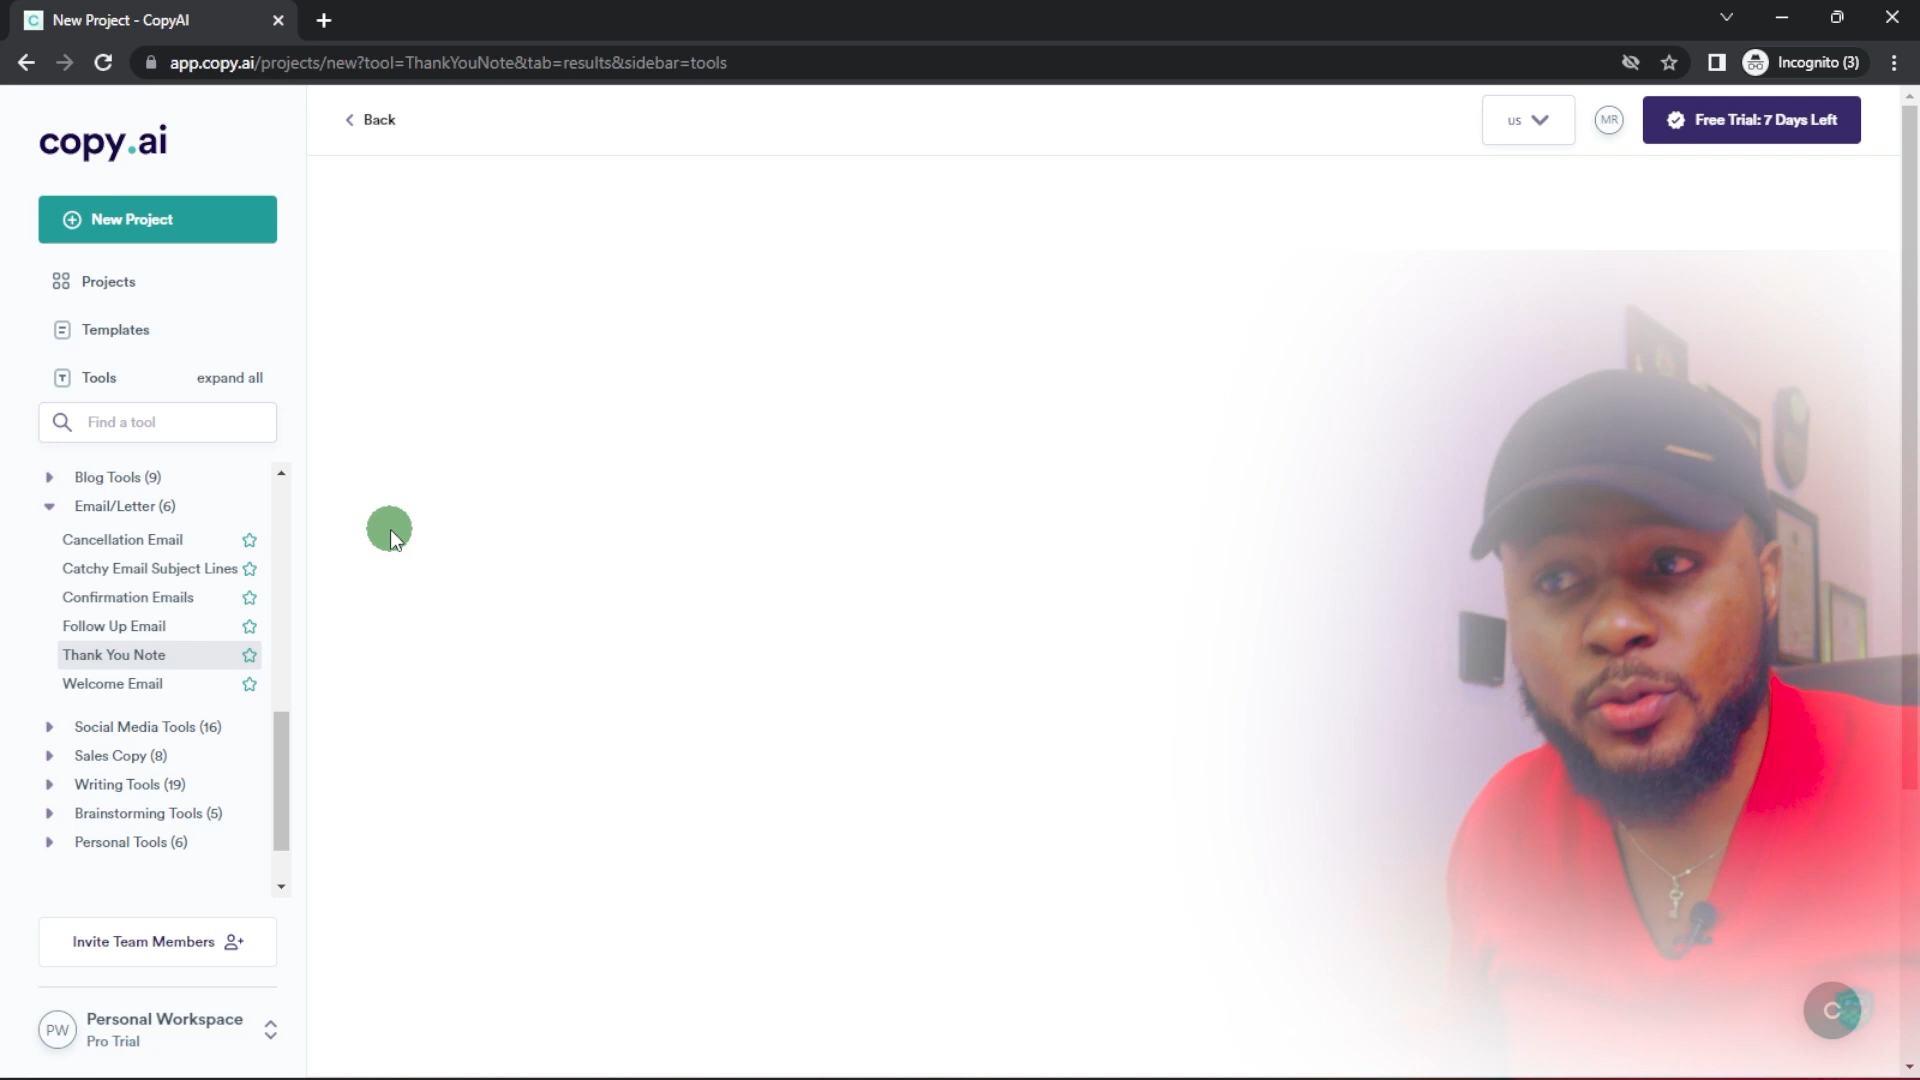 New Project - CopyAI
app.copy.ai/projects/new?tool=ThankYouNote&tab=results&sidebar=tools
Incognito (3)
copy.ai
Back
us
MR
Free Trial: 7 Days Left
New Project
Projects
Templates
Tools
expand all
Find a tool
Blog Tools (9)
Email/Letter (6)
Cancellation Email
Catchy Email Subject Lines
Confirmation Emails
Follow Up Email
Thank You Note
Welcome Email
Social Media Tools (16)
Sales Copy (8)
Writing Tools (19)
Brainstorming Tools (5)
Personal Tools (6)
Invite Team Members
PW
Personal Workspace
Pro Trial